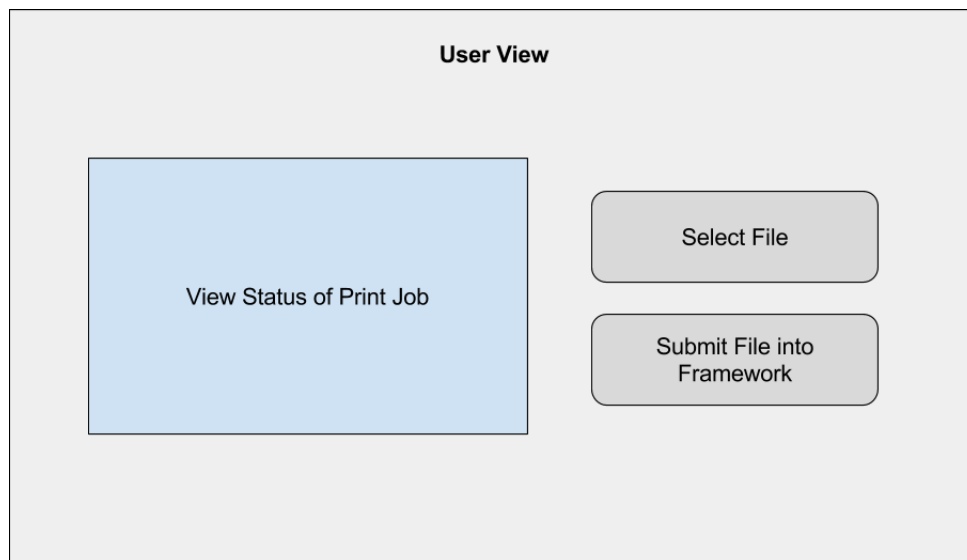 User View
View Status of Print Job
Select File
Submit File into
Framework